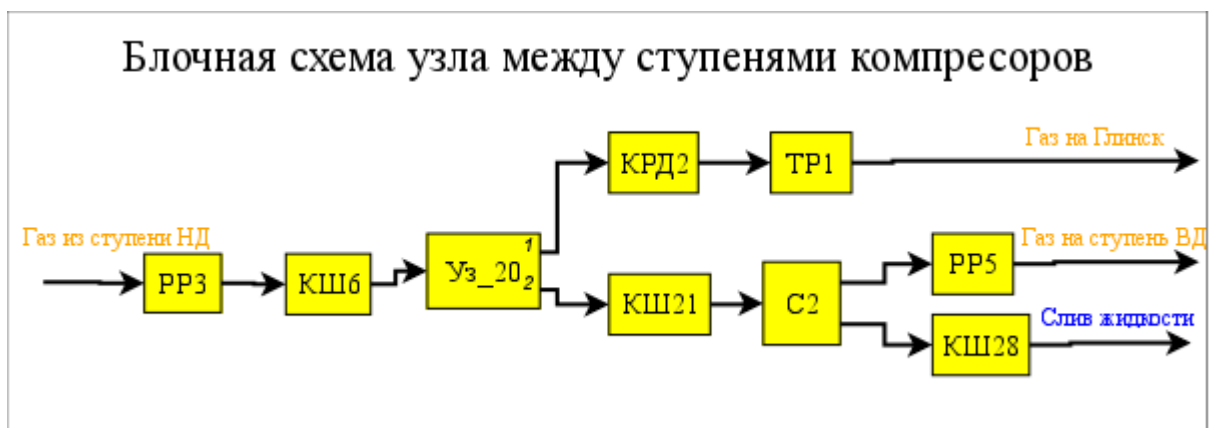 Блочная схема узла между ступенями компресоров
Газ на Глинск
КРД2
ТР1
Газ из ступени НД
Газ на ступень ВД
РР3
КШ6
Уз_20
1
2
КШ21
С2
РР5
Слив жидкости
КШ28